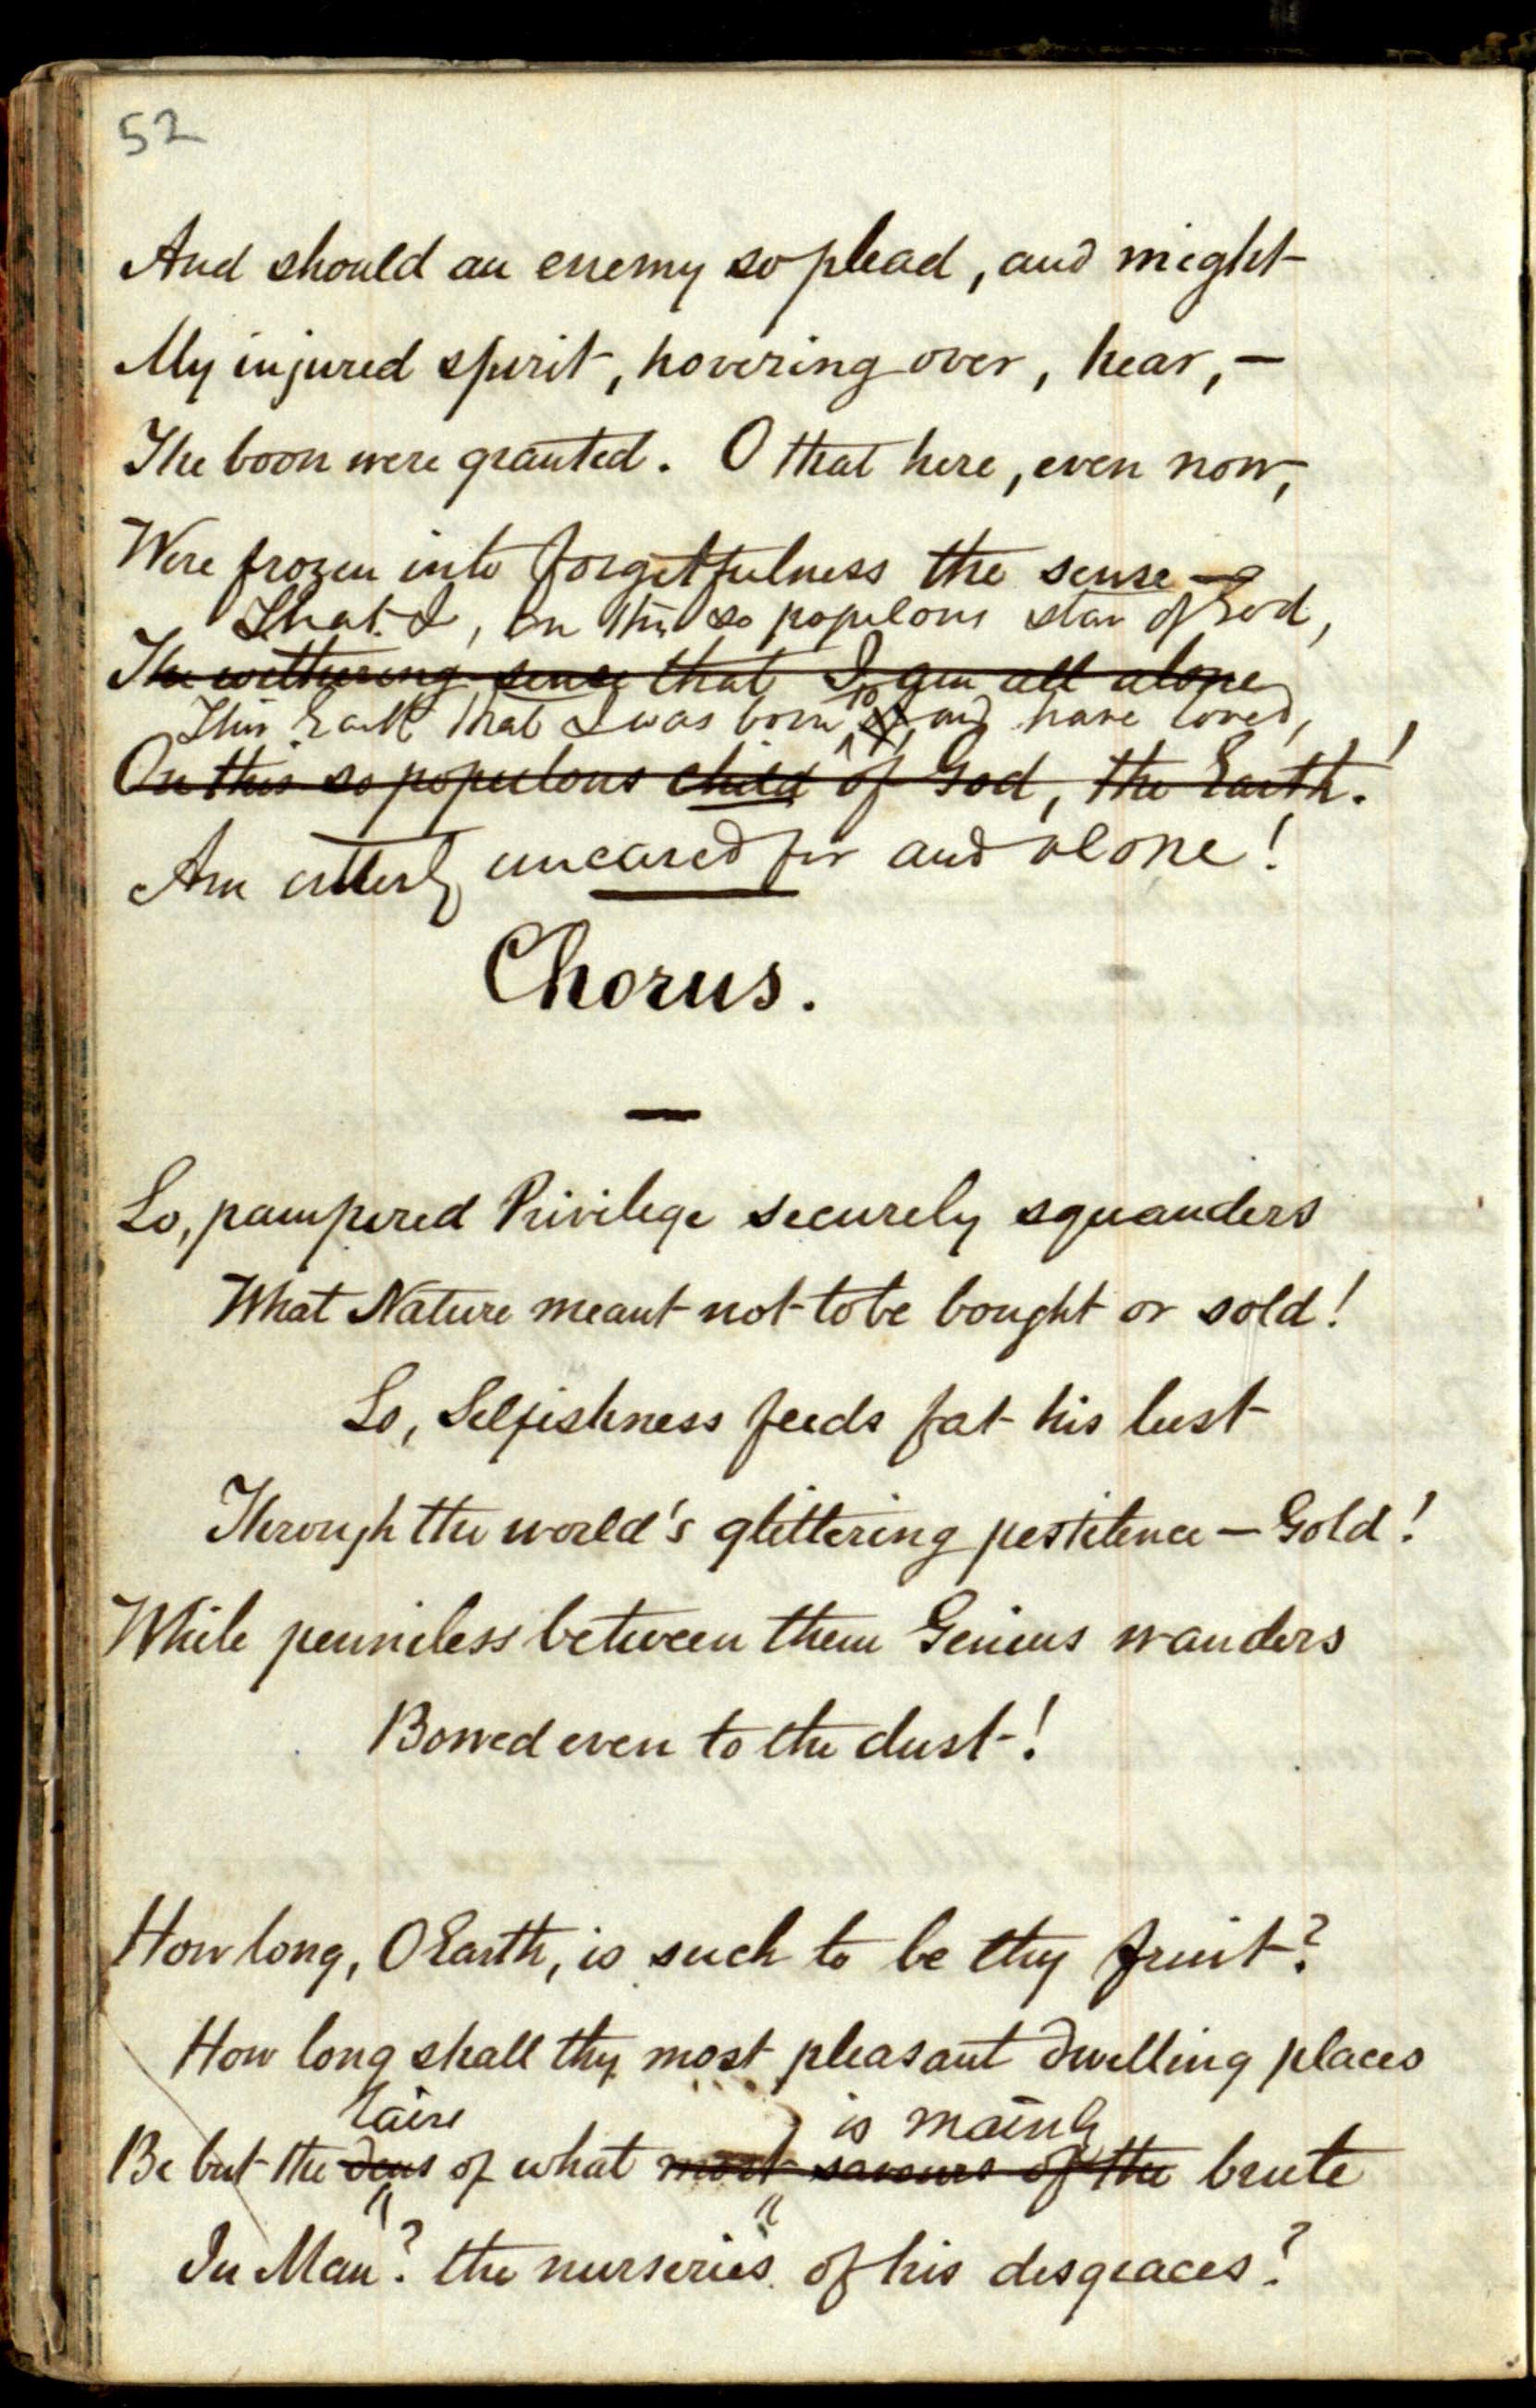 52
And should an enemy so plead, and might
My injured spirit, hovering over, hear, —
The boon were granted. O that here, even now,
Were frozen into forgetfulness the sense —
That I, on this so populous star of God,
The withering sense that I am all alone
This Earth that I was born to, and have loved,
On this so populous child of God, the Earth!
Am utterly uncared for and alone!
Chorus.
—
Lo, pampered Privilege securely squanders
What Nature meant not to be bought or sold!
Lo, Selfishness feeds fat his lust
Through the world's glittering pestilence — Gold!
While penniless between them Genius wanders
Bowed even to the dust!
How long, O Earth, is such to be thy fruit?
How long shall thy most pleasant dwelling places
lairs is mainly
Be but the dens of what most savours of the brute
In Man? the nurseries of his disgraces?